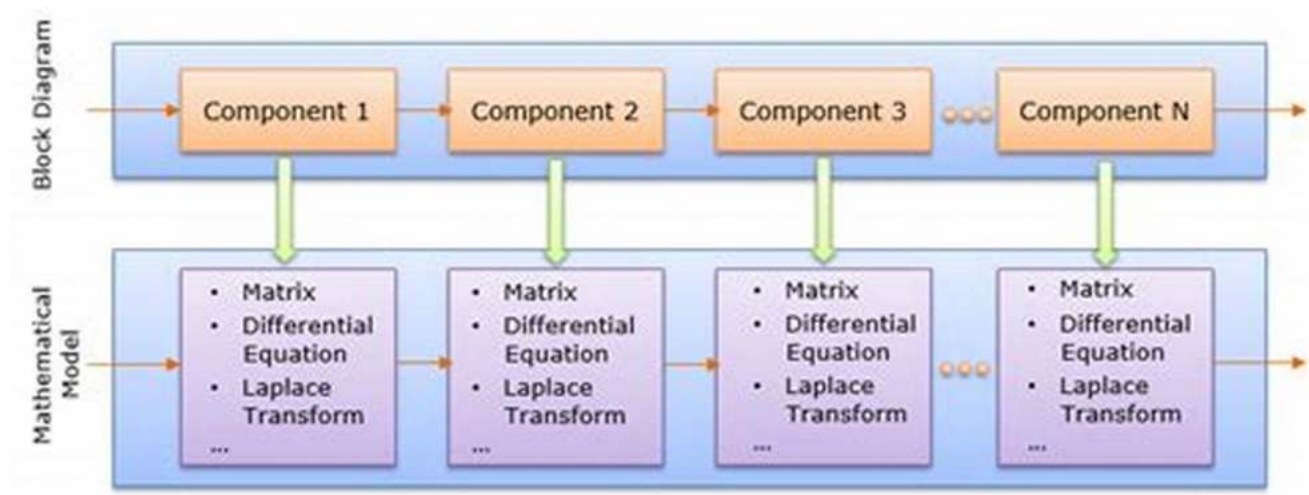 Block Diagram
Component 1
Component 2
Component 3
Component N
Mathematical
Model
• Matrix
• Differential
Equation
• Laplace
Transform
...
• Matrix
• Differential
Equation
• Laplace
Transform
...
• Matrix
• Differential
Equation
• Laplace
Transform
...
• Matrix
• Differential
Equation
• Laplace
Transform
...